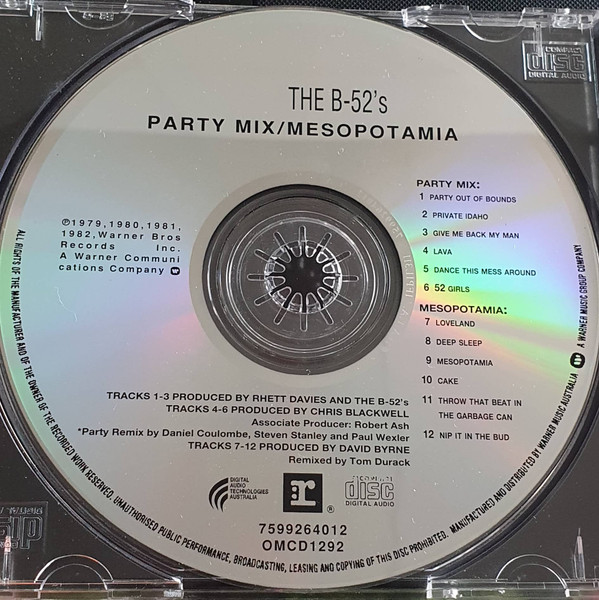 COMPACT
disc
DIGITAL AUDIO
THE B-52's
PARTY MIX/MESOPOTAMIA
℗1979,1980,1981,
1982,Warner Bros
Records Inc.
A Warner Communi
cations Company
PARTY MIX:
1 PARTY OUT OF BOUNDS
2 PRIVATE IDAHO
3 GIVE ME BACK MY MAN
4 LAVA
5 DANCE THIS MESS AROUND
6 52 GIRLS
MESOPOTAMIA:
7 LOVELAND
8 DEEP SLEEP
9 MESOPOTAMIA
10 CAKE
11 THROW THAT BEAT IN
THE GARBAGE CAN
12 NIP IT IN THE BUD
TRACKS 1-3 PRODUCED BY RHETT DAVIES AND THE B-52's
TRACKS 4-6 PRODUCED BY CHRIS BLACKWELL
Associate Producer: Robert Ash
*Party Remix by Daniel Coulombe, Steven Stanley and Paul Wexler
TRACKS 7-12 PRODUCED BY DAVID BYRNE
Remixed by Tom Durack
DIGITAL
AUDIO
TECHNOLOGIES
AUSTRALIA
r®
COMPACT
disc
DIGITAL AUDIO
7599264012
OMCD1292
ALL RIGHTS OF THE MANUFACTURER AND OF THE OWNER OF THE RECORDED WORK RESERVED. UNAUTHORISED PUBLIC PERFORMANCE, BROADCASTING, LEASING AND COPYING OF THIS DISC PROHIBITED. MANUFACTURED AND DISTRIBUTED BY WARNER MUSIC AUSTRALIA A WARNER MUSIC GROUP COMPANY